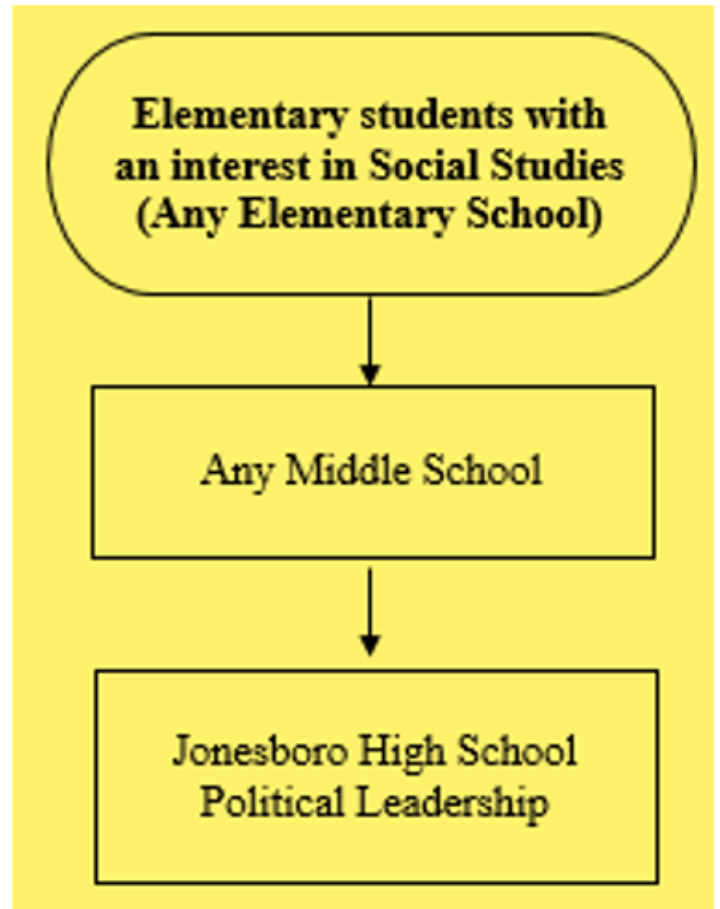 Elementary students with
an interest in Social Studies
(Any Elementary School)
Any Middle School
Jonesboro High School
Political Leadership